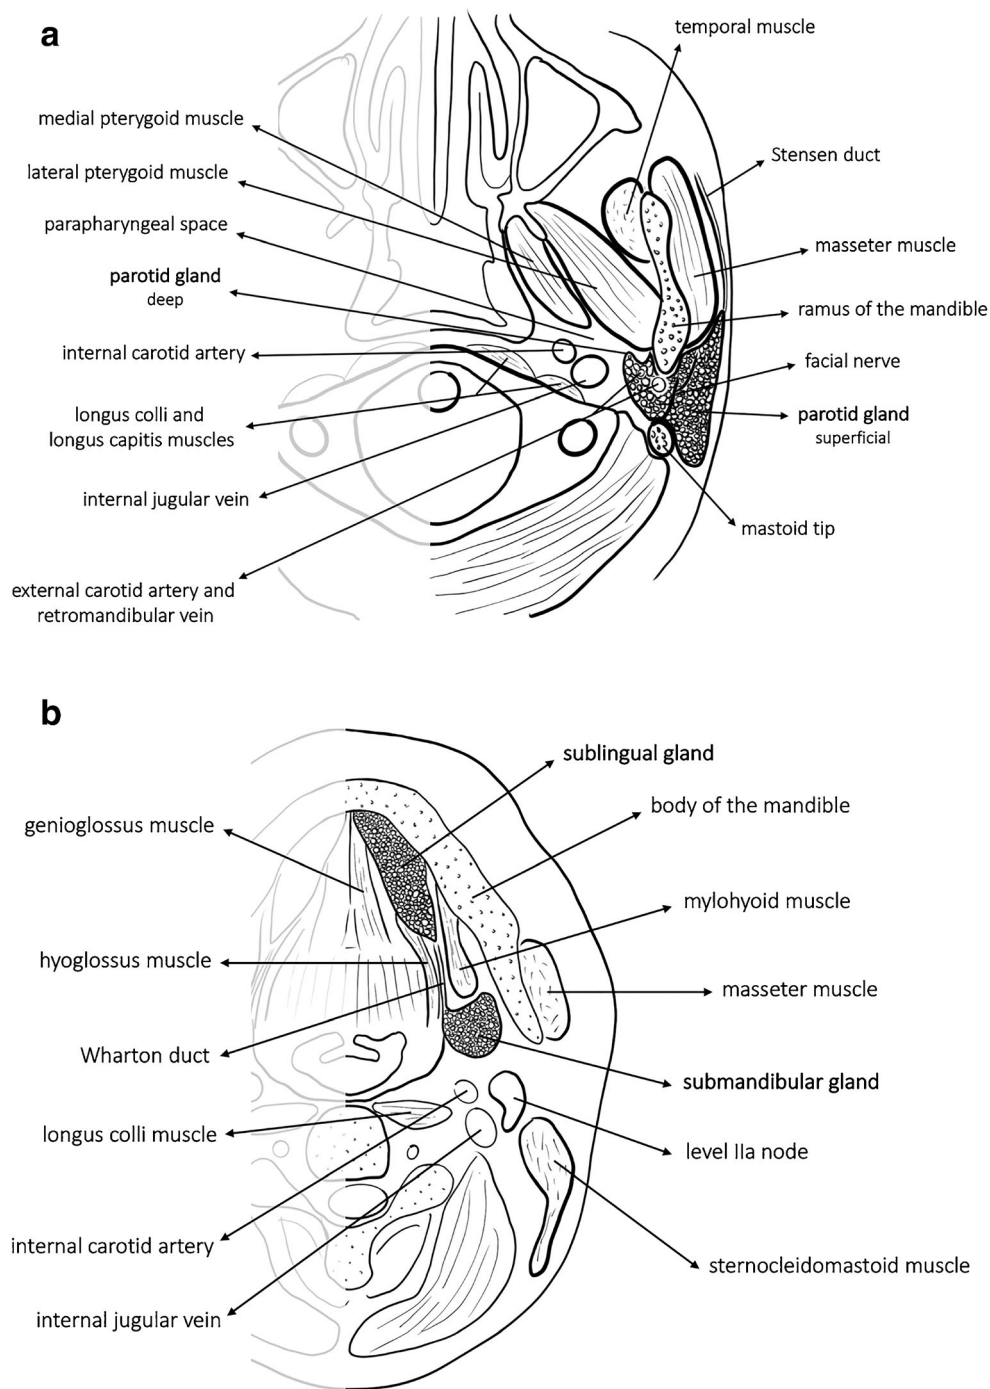 a
temporal muscle
medial pterygoid muscle
Stensen duct
lateral pterygoid muscle
parapharyngeal space
masseter muscle
parotid gland
deep
ramus of the mandible
internal carotid artery
facial nerve
longus colli and
longus capitis muscles
parotid gland
superficial
internal jugular vein
mastoid tip
external carotid artery and
retromandibular vein
b
sublingual gland
body of the mandible
genioglossus muscle
mylohyoid muscle
hyoglossus muscle
masseter muscle
Wharton duct
submandibular gland
longus colli muscle
level IIa node
internal carotid artery
sternocleidomastoid muscle
internal jugular vein